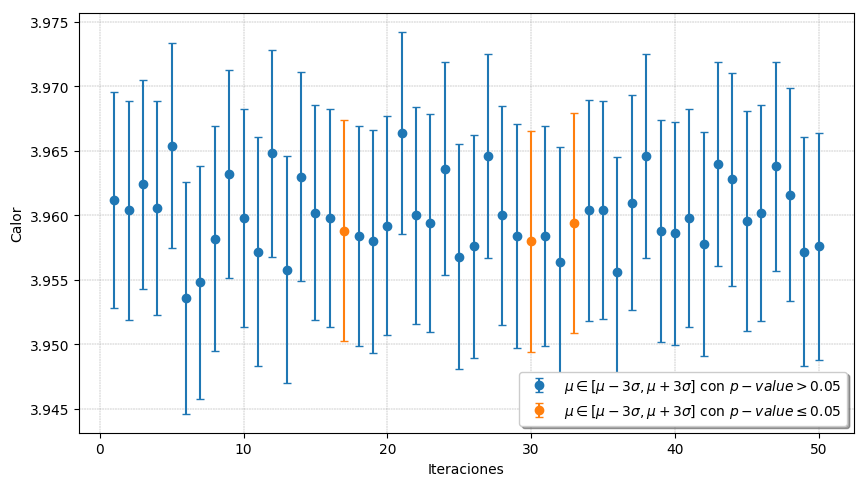 3.975
3.970
3.965
3.960
3.955
3.950
3.945
Calor
0 10 20 30 40 50
Iteraciones
μ ∈ [μ − 3σ, μ + 3σ] con p − value > 0.05
μ ∈ [μ − 3σ, μ + 3σ] con p − value ≤ 0.05